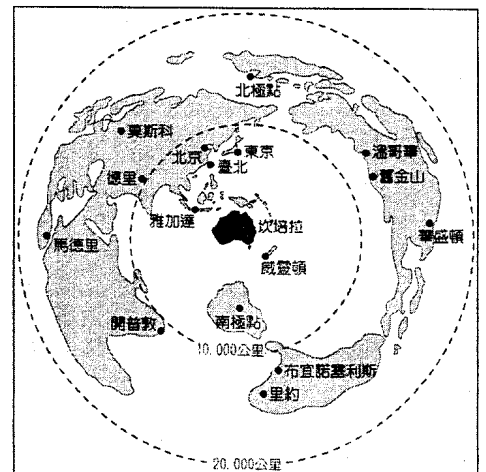 北極點
莫斯科
北京
東京
溫哥華
臺北
德里
舊金山
雅加達
坎培拉
華盛頓
馬德里
威靈頓
南極點
開普敦
10.000公里
布宜諾塞利斯
里約
20.000公里